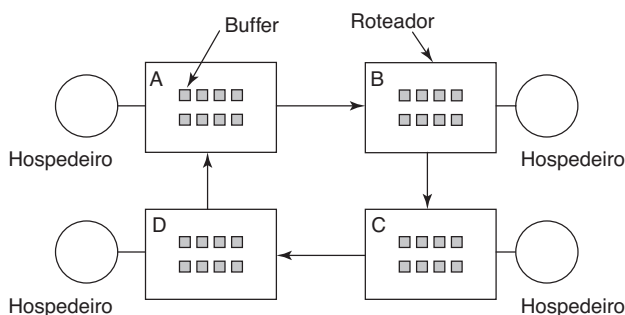 Buffer
Roteador
A
B
Hospedeiro
Hospedeiro
D
C
Hospedeiro
Hospedeiro